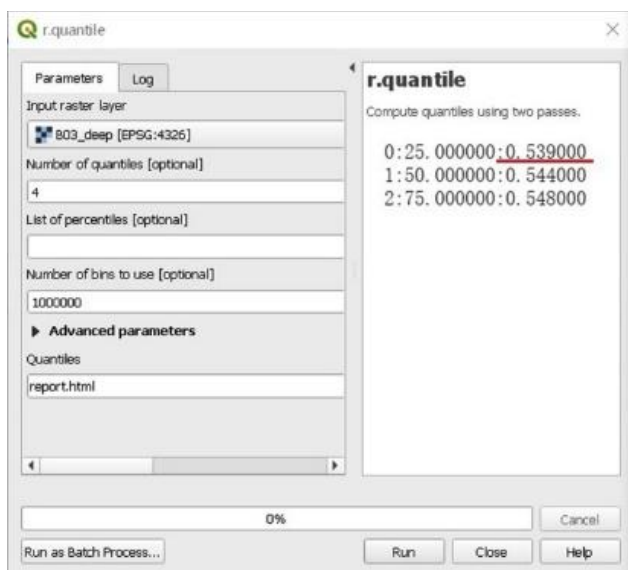 r.quantile
Parameters
Log
Input raster layer
B03_deep [EPSG:4326]
Number of quantiles [optional]
4
List of percentiles [optional]
Number of bins to use [optional]
1000000
Advanced parameters
Quantiles
report.html
r.quantile
Compute quantiles using two passes.
0:25.000000:0.539000
1:50.000000:0.544000
2:75.000000:0.548000
0%
Cancel
Run as Batch Process...
Run
Close
Help